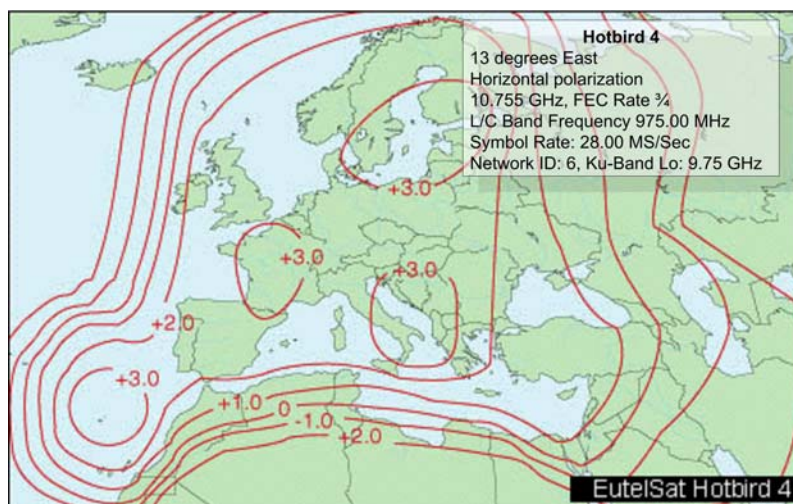 Hotbird 4
13 degrees East
Horizontal polarization
10.755 GHz, FEC Rate ¾
L/C Band Frequency 975.00 MHz
Symbol Rate: 28.00 MS/Sec
Network ID: 6, Ku-Band Lo: 9.75 GHz
+3.0
+3.0
+3.0
+2.0
+3.0
+1.0
0
-1.0
+2.0
EutelSat Hotbird 4